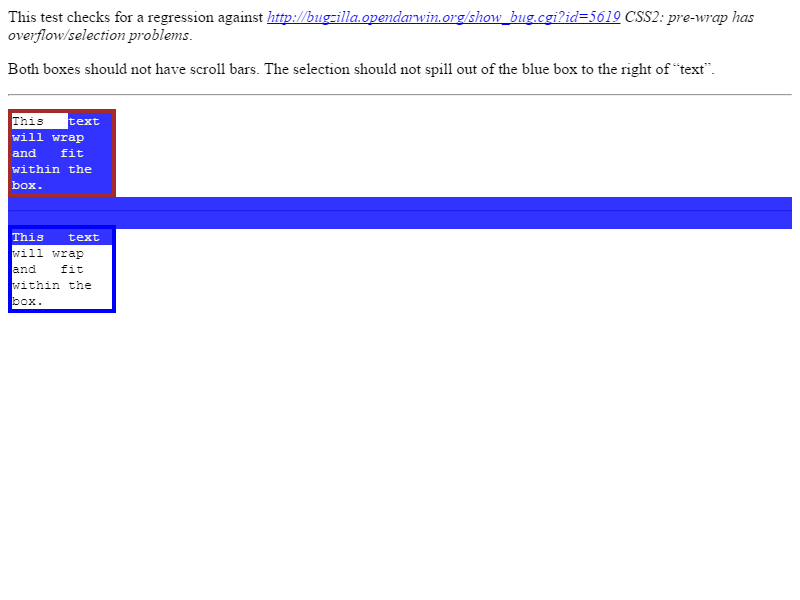 This test checks for a regression against http://bugzilla.opendarwin.org/show_bug.cgi?id=5619 CSS2: pre-wrap has
overflow/selection problems.
Both boxes should not have scroll bars. The selection should not spill out of the blue box to the right of “text”.
This   text
will wrap
and   fit
within the
box.
This   text
will wrap
and   fit
within the
box.